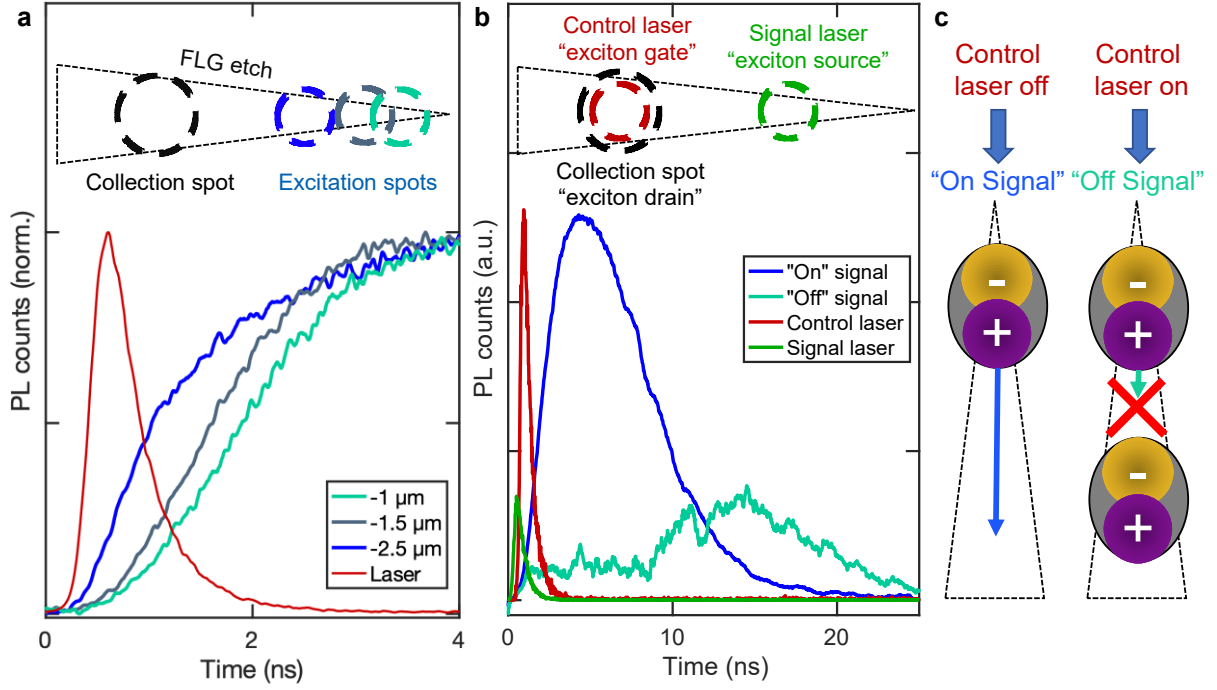 a
FLG etch
Collection spot
Excitation spots
PL counts (norm.)
-1 µm
-1.5 µm
-2.5 µm
Laser
0
2
4
Time (ns)
b
Control laser
“exciton gate”
Signal laser
“exciton source”
Collection spot
“exciton drain”
PL counts (a.u.)
"On" signal
"Off" signal
Control laser
Signal laser
0
10
20
Time (ns)
c
Control
laser off
Control
laser on
“On Signal”
“Off Signal”
-
+
-
+
-
+